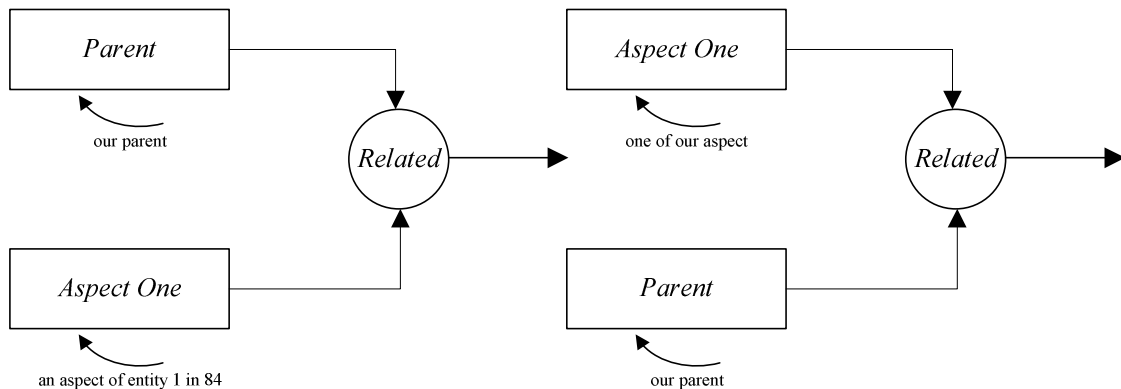 Parent
our parent
Related
Aspect One
an aspect of entity 1 in 84
Aspect One
one of our aspect
Related
Parent
our parent